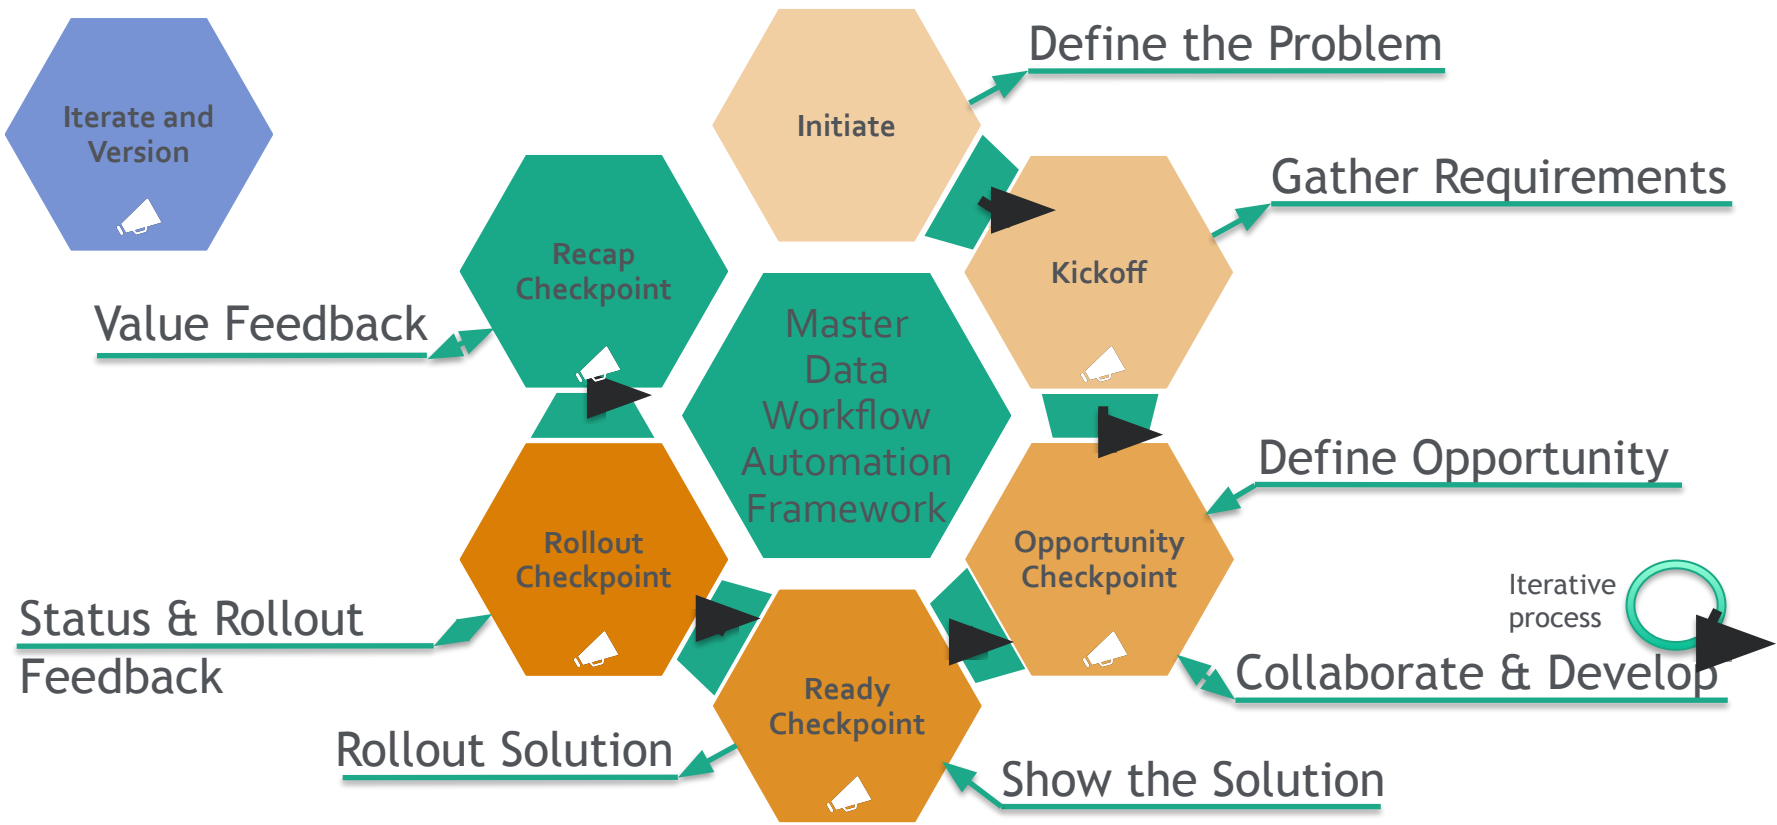 Define the Problem
Iterate and
Version
Initiate
Gather Requirements
Recap
Checkpoint
Kickoff
Value Feedback
Master
Data
Workflow
Automation
Framework
Define Opportunity
Rollout
Checkpoint
Opportunity
Checkpoint
Iterative
process
Status & Rollout
Feedback
Collaborate & Develop
Ready
Checkpoint
Rollout Solution
Show the Solution